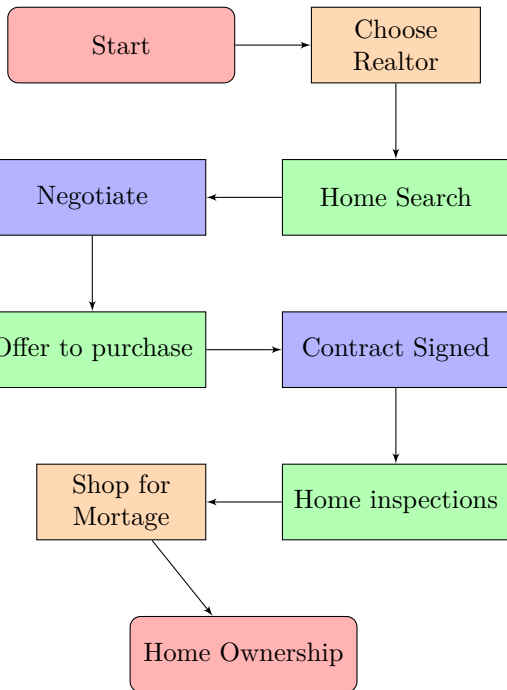 Start
Choose
Realtor
Home Search
Negotiate
Offer to purchase
Contract Signed
Home inspections
Shop for
Mortage
Home Ownership